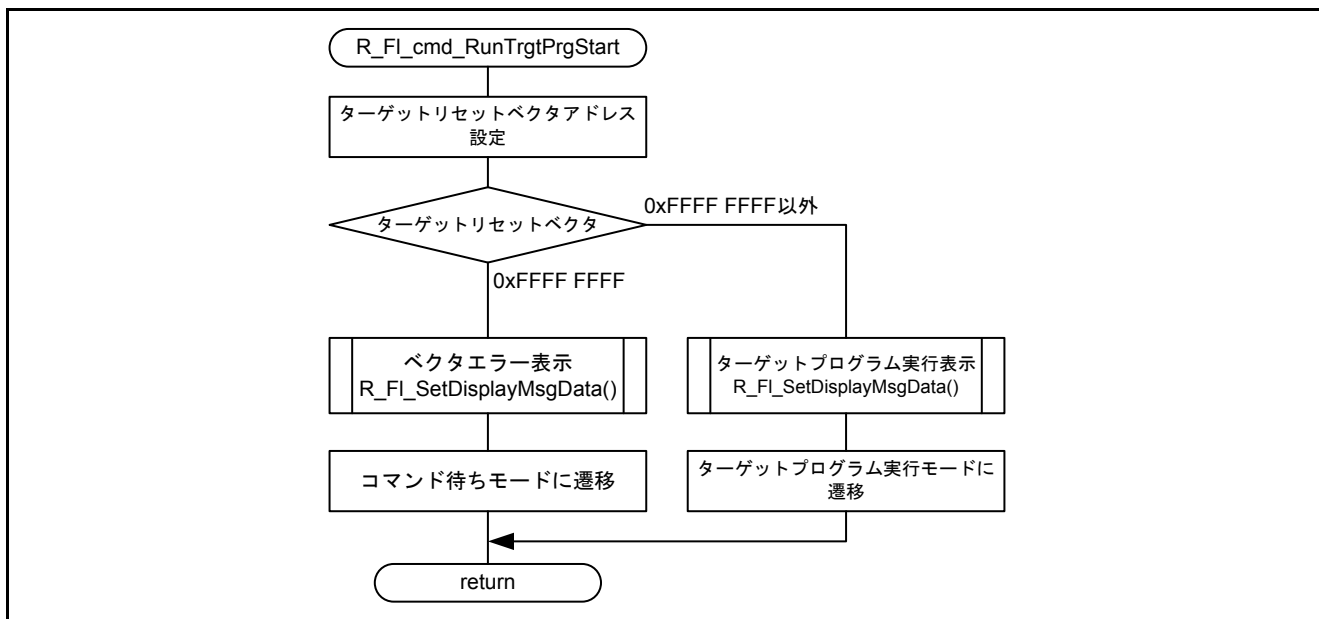 R_Fl_cmd_RunTrgtPrgStart
ターゲットリセットベクタアドレス
設定
ターゲットリセットベクタ
0xFFFF FFFF以外
0xFFFF FFFF
ベクタエラー表示
R_Fl_SetDisplayMsgData()
ターゲットプログラム実行表示
R_Fl_SetDisplayMsgData()
コマンド待ちモードに遷移
ターゲットプログラム実行モードに
遷移
return